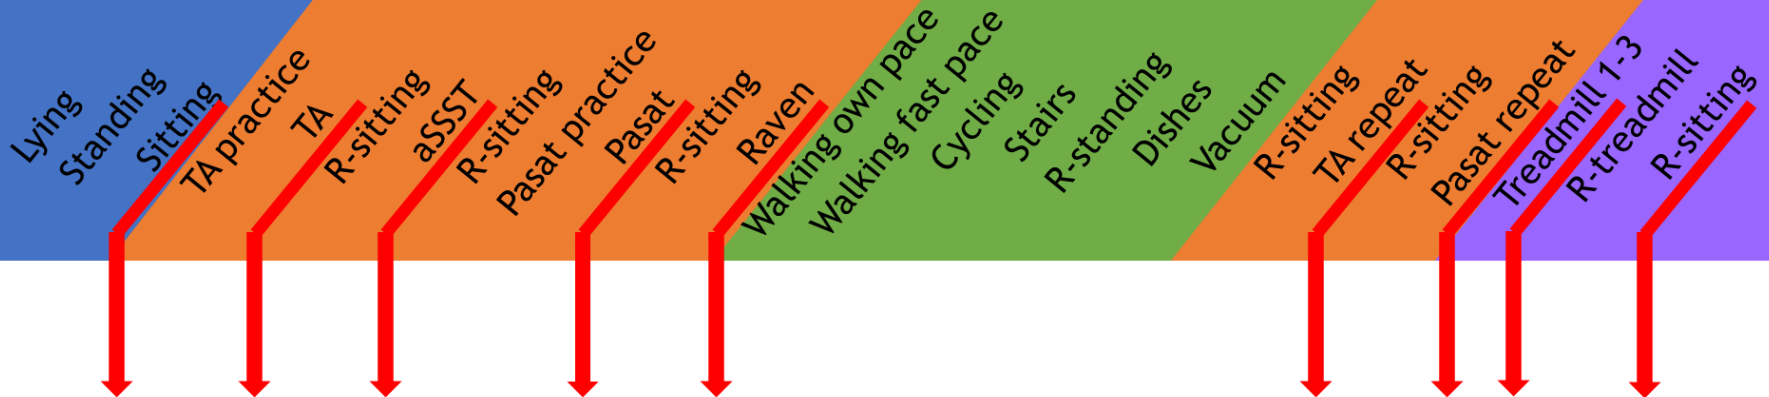 Lying
Standing
Sitting
TA practice
TA
R-sitting
aSSST
R-sitting
Pasat practice
Pasat
R-sitting
Raven
Walking own pace
Walking fast pace
Cycling
Stairs
R-standing
Dishes
Vacuum
R-sitting
TA repeat
R-sitting
Pasat repeat
Treadmill 1-3
R-treadmill
R-sitting